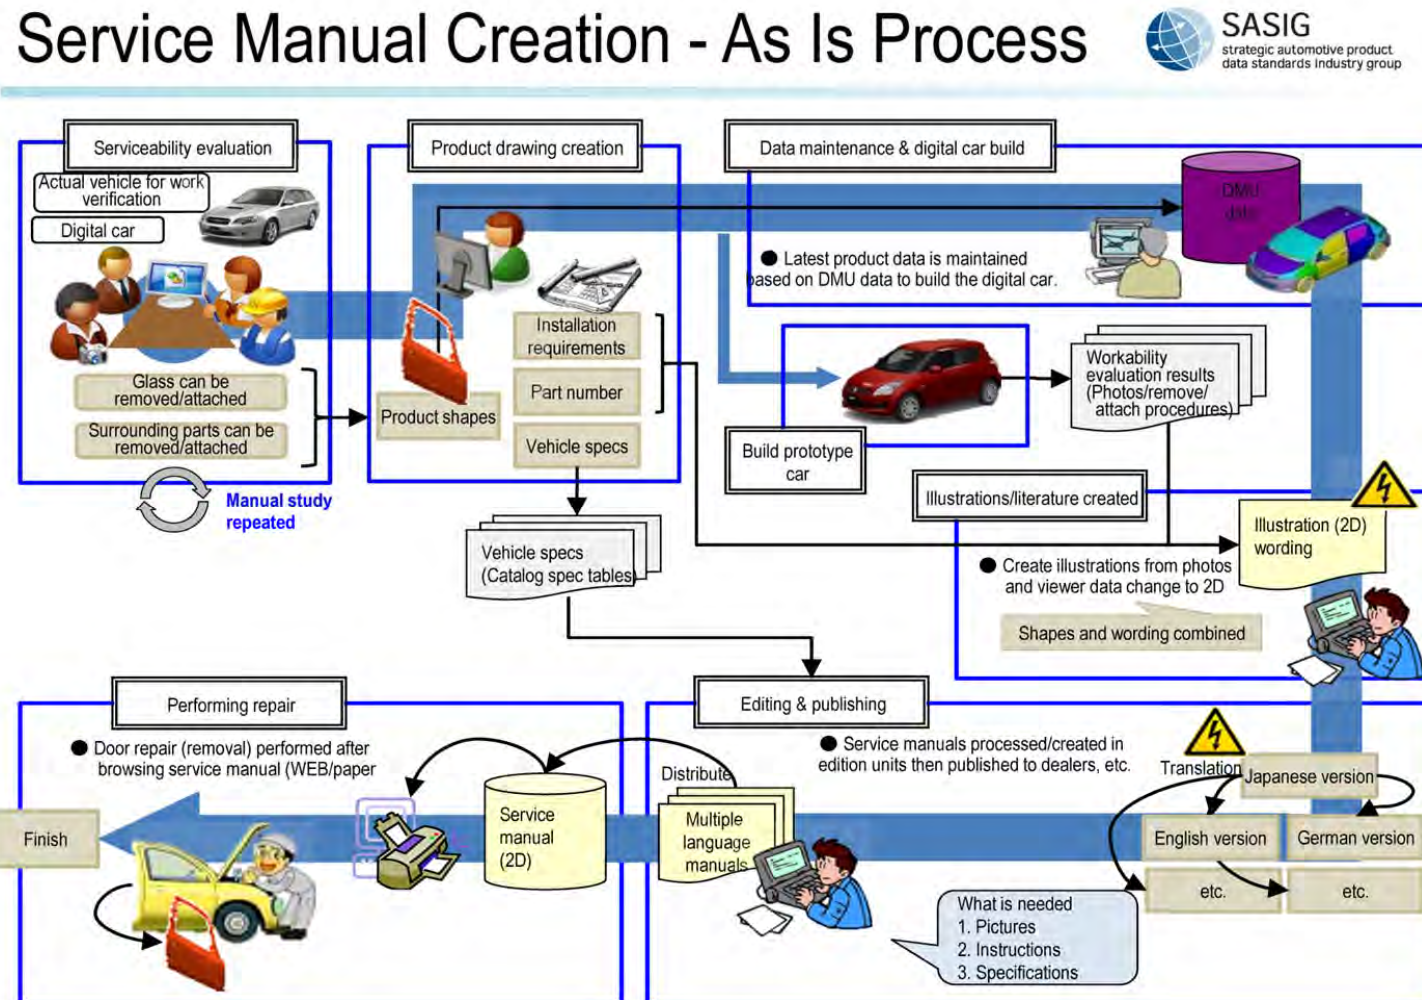 Service Manual Creation - As Is Process
SASIG
strategic automotive product
data standards industry group
Serviceability evaluation
Actual vehicle for work
verification
Digital car
Glass can be
removed/attached
Surrounding parts can be
removed/attached
Manual study
repeated
Product drawing creation
Installation
requirements
Part number
Product shapes
Vehicle specs
Vehicle specs
(Catalog spec tables)
Data maintenance & digital car build
DMU
data
● Latest product data is maintained
based on DMU data to build the digital car.
Build prototype
car
Workability
evaluation results
(Photos/remove/
attach procedures)
Illustrations/literature created
Illustration (2D)
wording
● Create illustrations from photos
and viewer data change to 2D
Shapes and wording combined
Performing repair
● Door repair (removal) performed after
browsing service manual (WEB/paper
Finish
Service
manual
(2D)
Editing & publishing
● Service manuals processed/created in
edition units then published to dealers, etc.
Distribute
Multiple
language
manuals
Translation
Japanese version
English version
German version
etc.
etc.
What is needed
1. Pictures
2. Instructions
3. Specifications